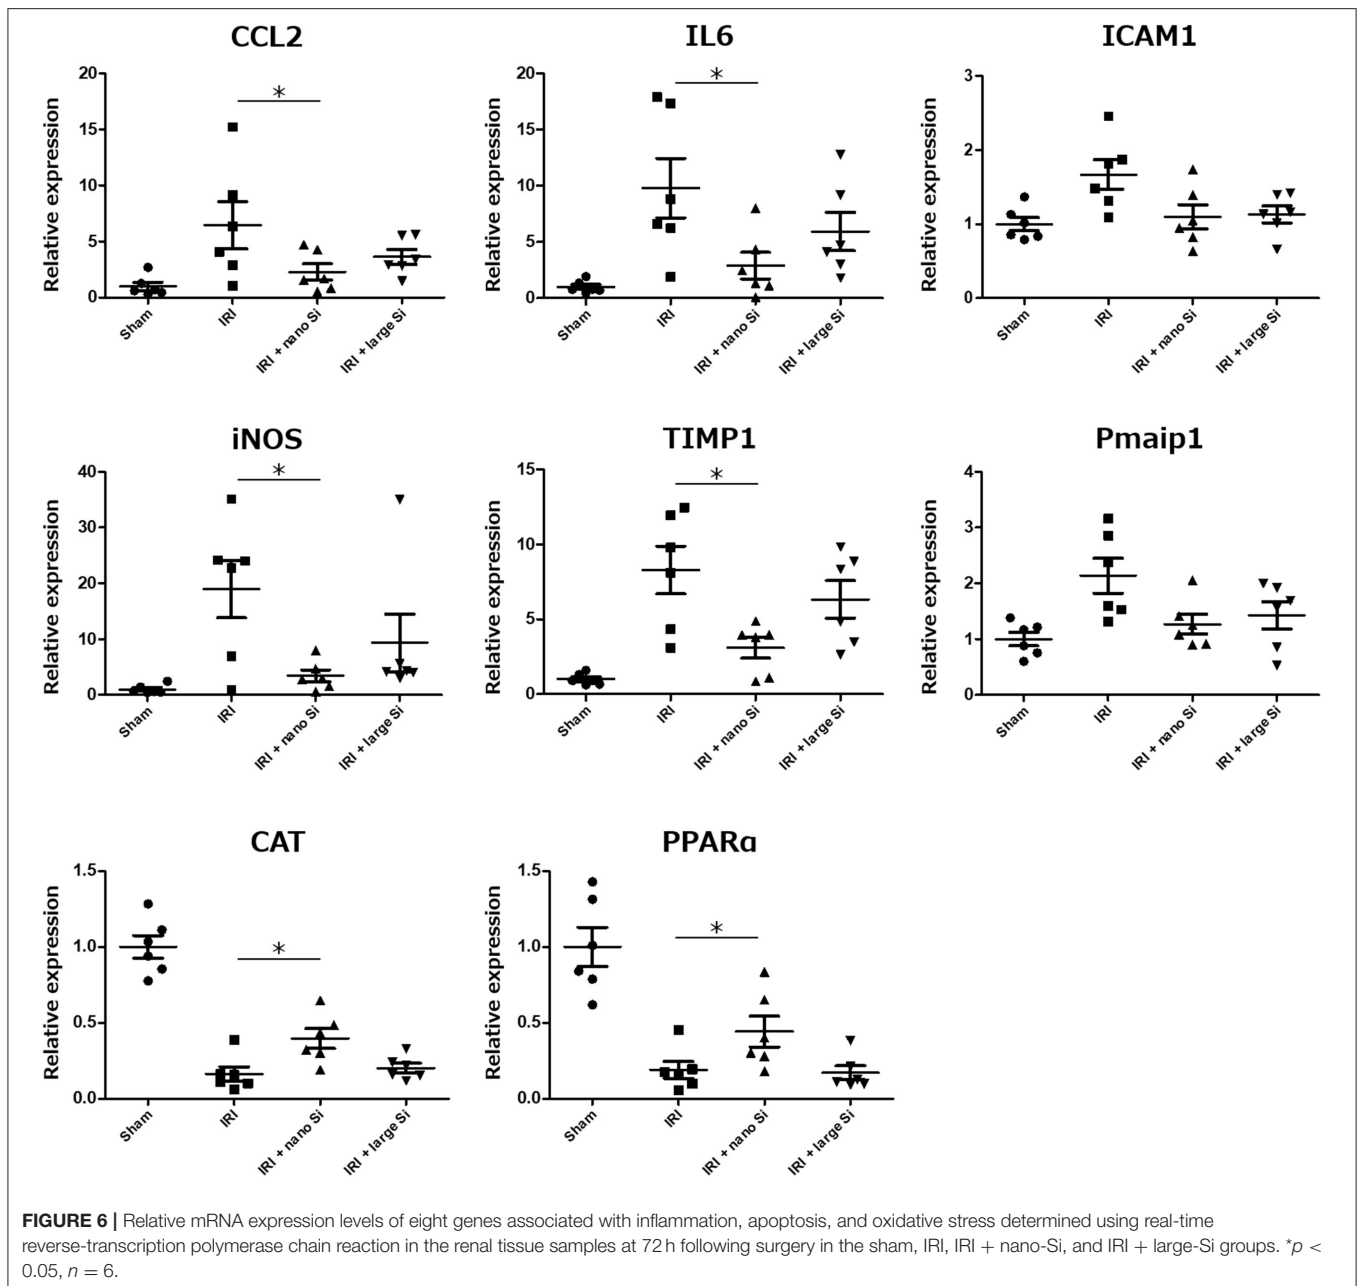 CCL2
Relative expression
20
15
10
5
0
*
Sham
IRI
IRI + nano Si
IRI + large Si
IL6
Relative expression
20
15
10
5
0
*
Sham
IRI
IRI + nano Si
IRI + large Si
ICAM1
Relative expression
3
2
1
0
Sham
IRI
IRI + nano Si
IRI + large Si
iNOS
Relative expression
40
30
20
10
0
*
Sham
IRI
IRI + nano Si
IRI + large Si
TIMP1
Relative expression
15
10
5
0
*
Sham
IRI
IRI + nano Si
IRI + large Si
Pmaip1
Relative expression
4
3
2
1
0
Sham
IRI
IRI + nano Si
IRI + large Si
CAT
Relative expression
1.5
1.0
0.5
0.0
*
Sham
IRI
IRI + nano Si
IRI + large Si
PPARα
Relative expression
1.5
1.0
0.5
0.0
*
Sham
IRI
IRI + nano Si
IRI + large Si
FIGURE 6 | Relative mRNA expression levels of eight genes associated with inflammation, apoptosis, and oxidative stress determined using real-time
reverse-transcription polymerase chain reaction in the renal tissue samples at 72 h following surgery in the sham, IRI, IRI + nano-Si, and IRI + large-Si groups. *p <
0.05, n = 6.